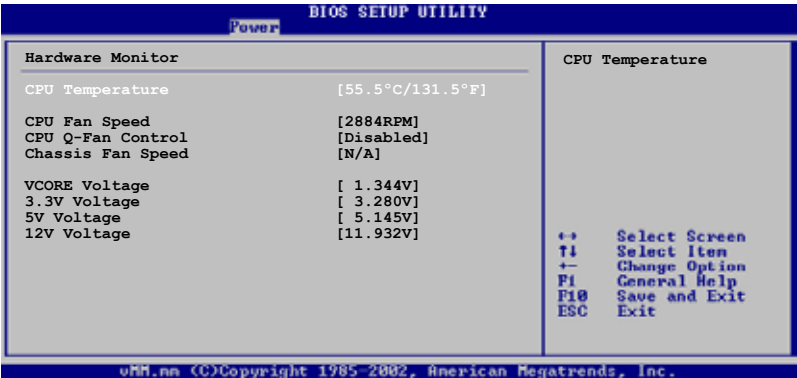 BIOS SETUP UTILITY
Power
Hardware Monitor
CPU Temperature [55.5°C/131.5°F]
CPU Fan Speed [2884RPM]
CPU Q-Fan Control [Disabled]
Chassis Fan Speed [N/A]
VCORE Voltage [ 1.344V]
3.3V Voltage [ 3.280V]
5V Voltage [ 5.145V]
12V Voltage [11.932V]
CPU Temperature
←→ Select Screen
↑↓ Select Item
+- Change Option
F1 General Help
F10 Save and Exit
ESC Exit
vMM.nn (C)Copyright 1985-2002, American Megatrends, Inc.